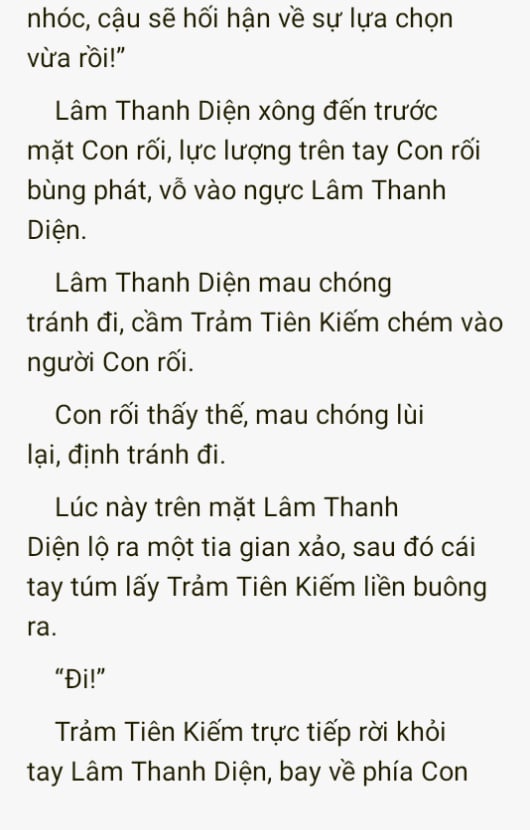 nhóc, cậu sẽ hối hận về sự lựa chọn
vừa rồi!”
Lâm Thanh Diện xông đến trước
mặt Con rối, lực lượng trên tay Con rối
bùng phát, vỗ vào ngực Lâm Thanh
Diện.
Lâm Thanh Diện mau chóng
tránh đi, cầm Trảm Tiên Kiếm chém vào
người Con rối.
Con rối thấy thế, mau chóng lùi
lại, định tránh đi.
Lúc này trên mặt Lâm Thanh
Diện lộ ra một tia gian xảo, sau đó cái
tay túm lấy Trảm Tiên Kiếm liền buông
ra.
“Đi!”
Trảm Tiên Kiếm trực tiếp rời khỏi
tay Lâm Thanh Diện, bay về phía Con